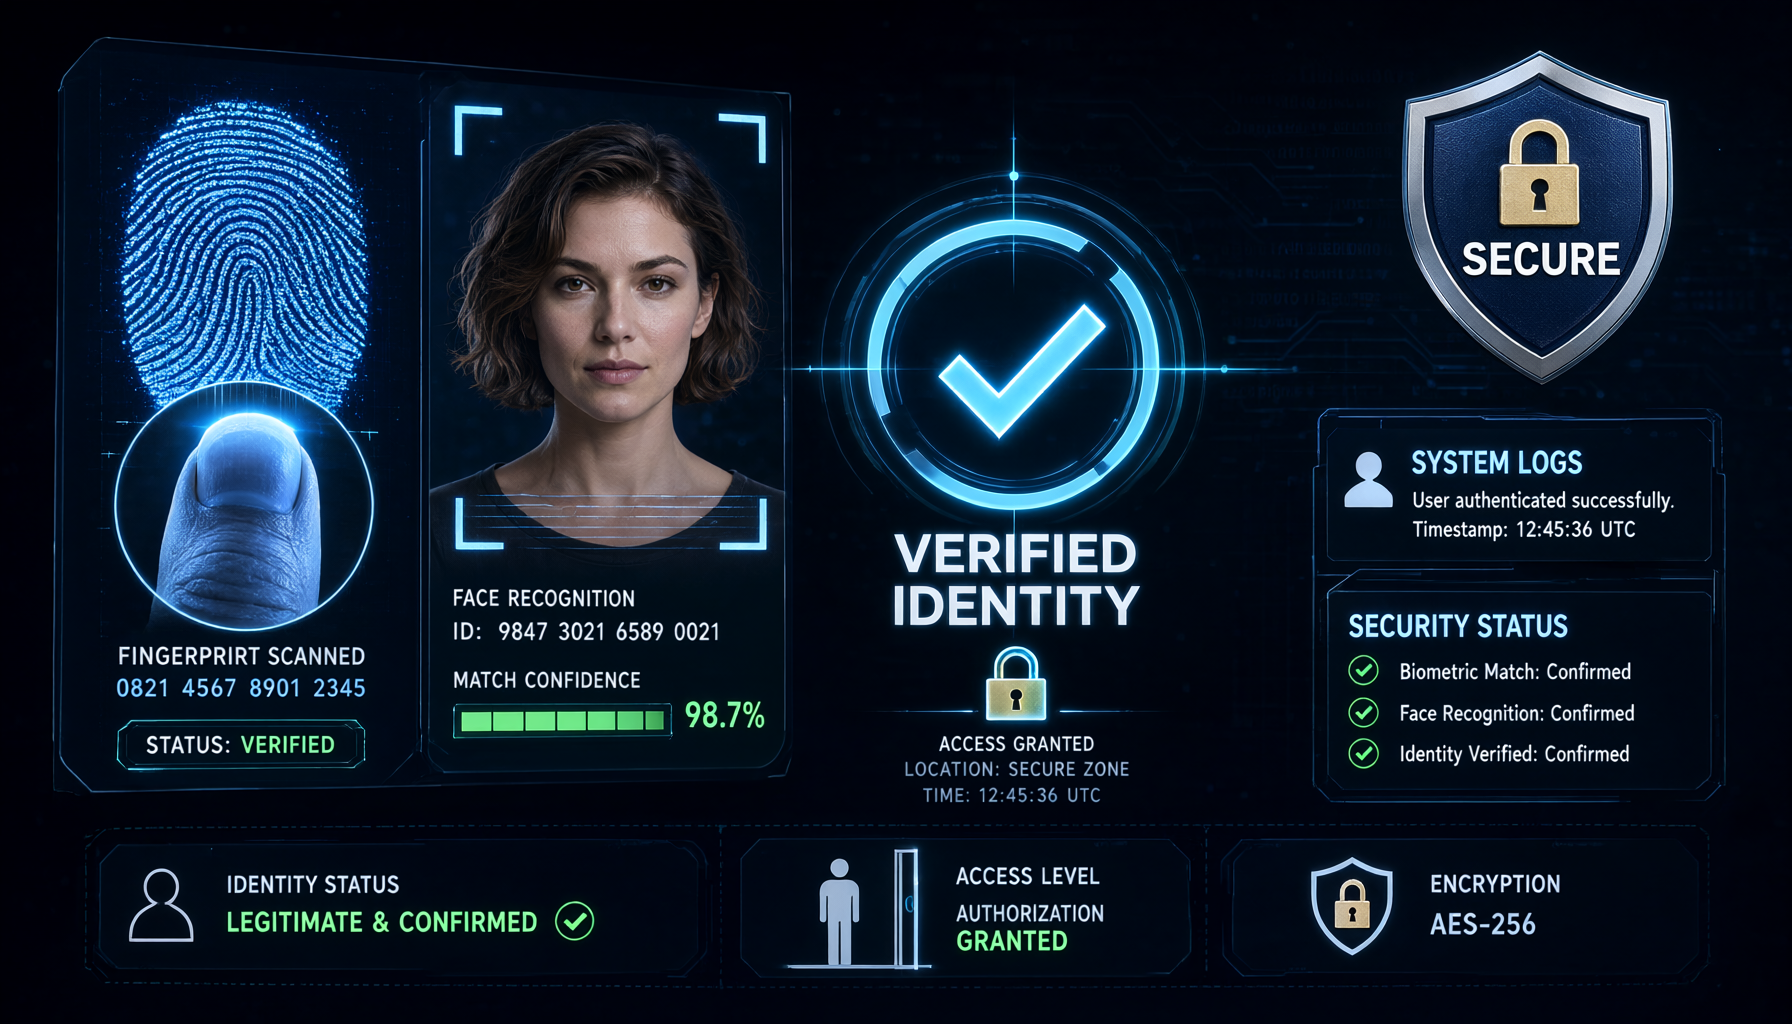 FINGERPRIRT SCANNED
0821 4567 8901 2345
STATUS: VERIFIED
FACE RECOGNITION
ID: 9847 3021 6589 0021
MATCH CONFIDENCE
98.7%
VERIFIED
IDENTITY
ACCESS GRANTED
LOCATION: SECURE ZONE
TIME: 12:45:36 UTC
SECURE
SYSTEM LOGS
User authenticated successfully.
Timestamp: 12:45:36 UTC
SECURITY STATUS
Biometric Match: Confirmed
Face Recognition: Confirmed
Identity Verified: Confirmed
IDENTITY STATUS
LEGITIMATE & CONFIRMED
ACCESS LEVEL
AUTHORIZATION
GRANTED
ENCRYPTION
AES-256